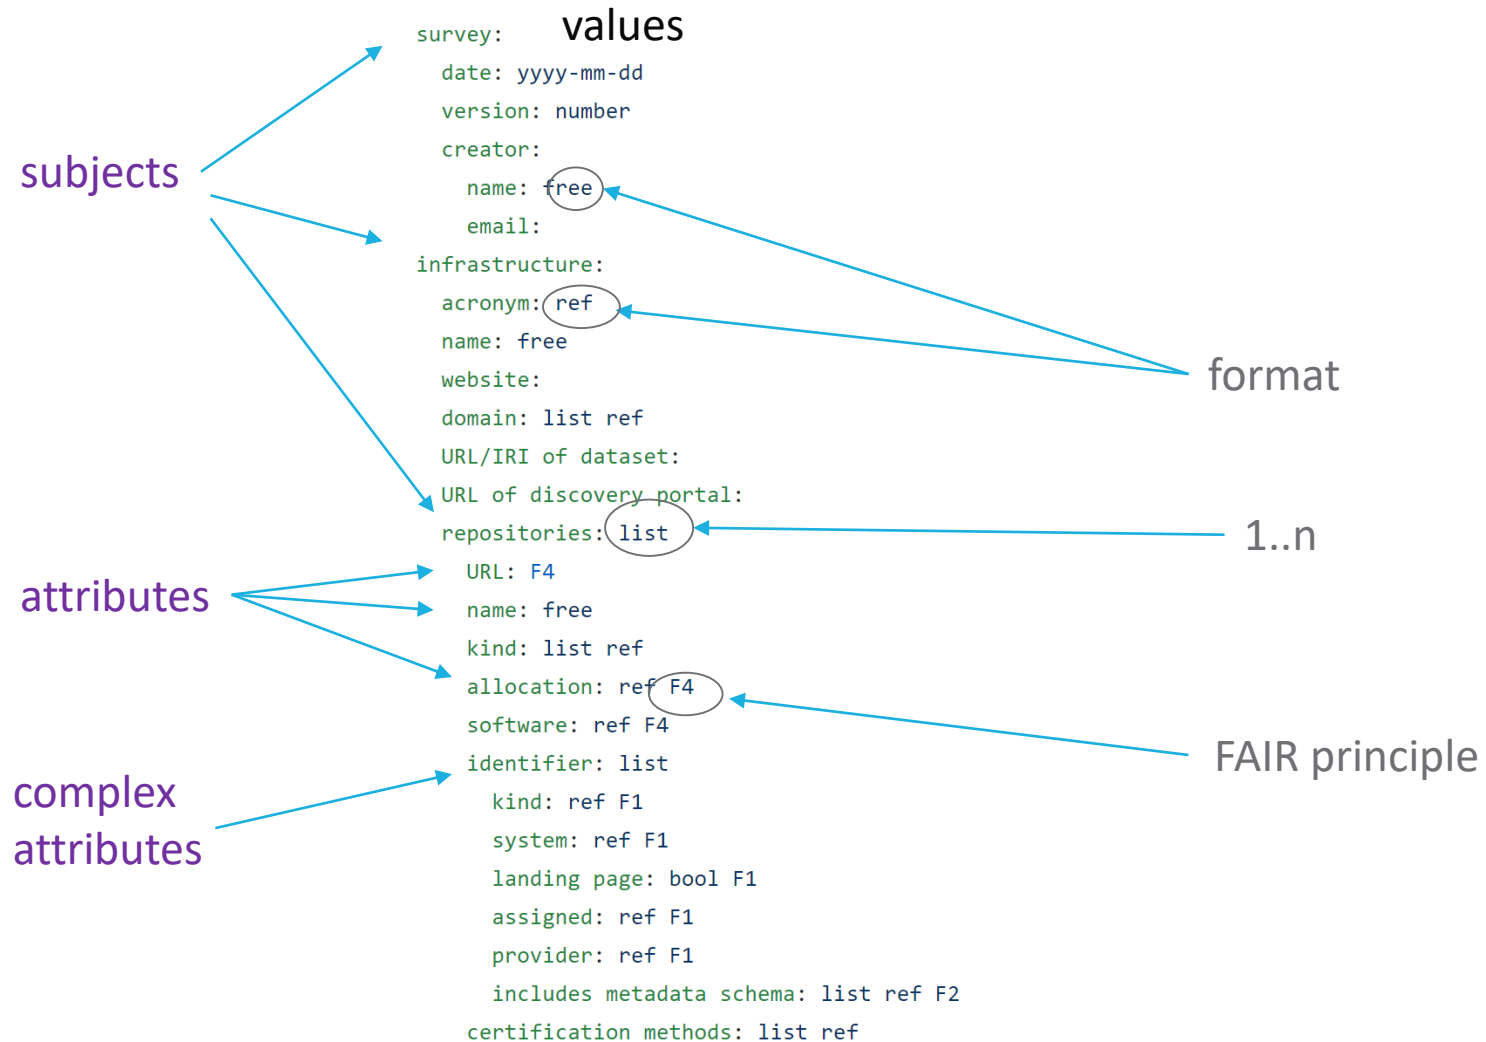 values
survey:
date: yyyy-mm-dd
version: number
creator:
subjects
name: free
email:
infrastructure:
acronym: ref
name: free
format
website:
domain: list ref
URL/IRI of dataset:
URL of discovery portal:
repositories: list
1..n
URL: F4
attributes
name: free
kind: list ref
allocation: ref F4
software: ref F4
FAIR principle
identifier: list
complex
attributes
kind: ref F1
system: ref F1
landing page: bool F1
assigned: ref F1
provider: ref F1
includes metadata schema: list ref F2
certification methods: list ref